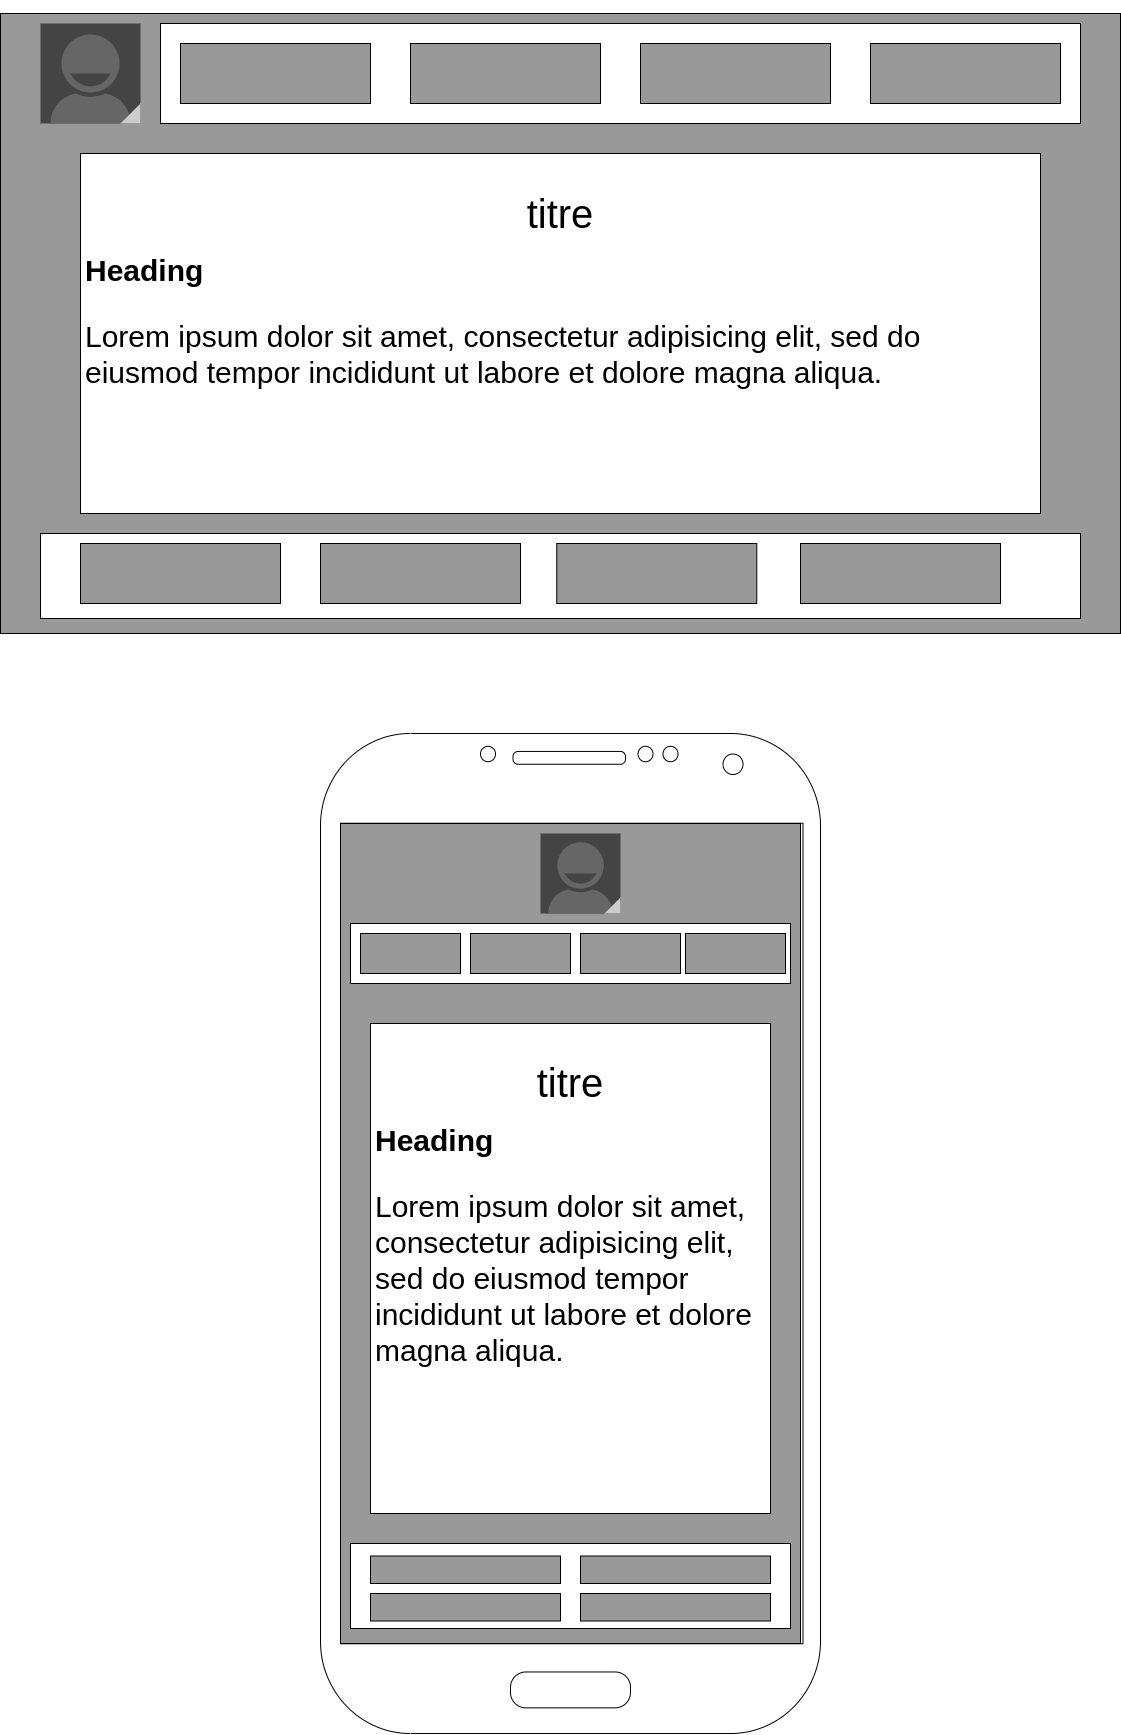 titre
Heading
Lorem ipsum dolor sit amet, consectetur adipisicing elit, sed do
eiusmod tempor incididunt ut labore et dolore magna aliqua.
titre
Heading
Lorem ipsum dolor sit amet,
consectetur adipisicing elit,
sed do eiusmod tempor
incididunt ut labore et dolore
magna aliqua.